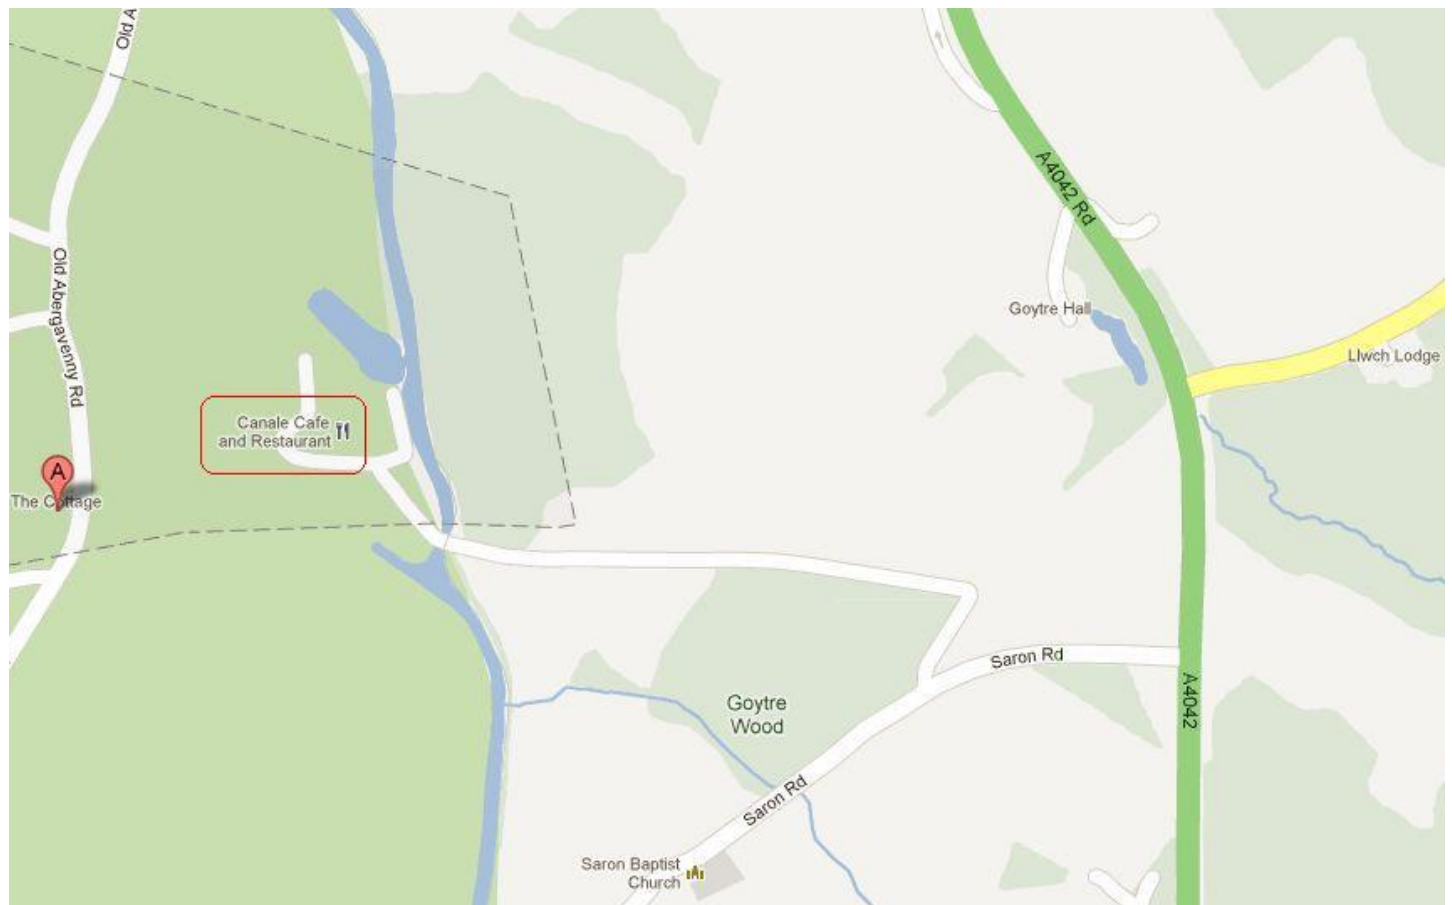 Old A
A4042 Rd
Old Abergavenny Rd
Goytre Hall
Llwch Lodge
Canale Cafe
and Restaurant
A
The Cottage
Saron Rd
A4042
Goytre
Wood
Saron Rd
Saron Baptist
Church